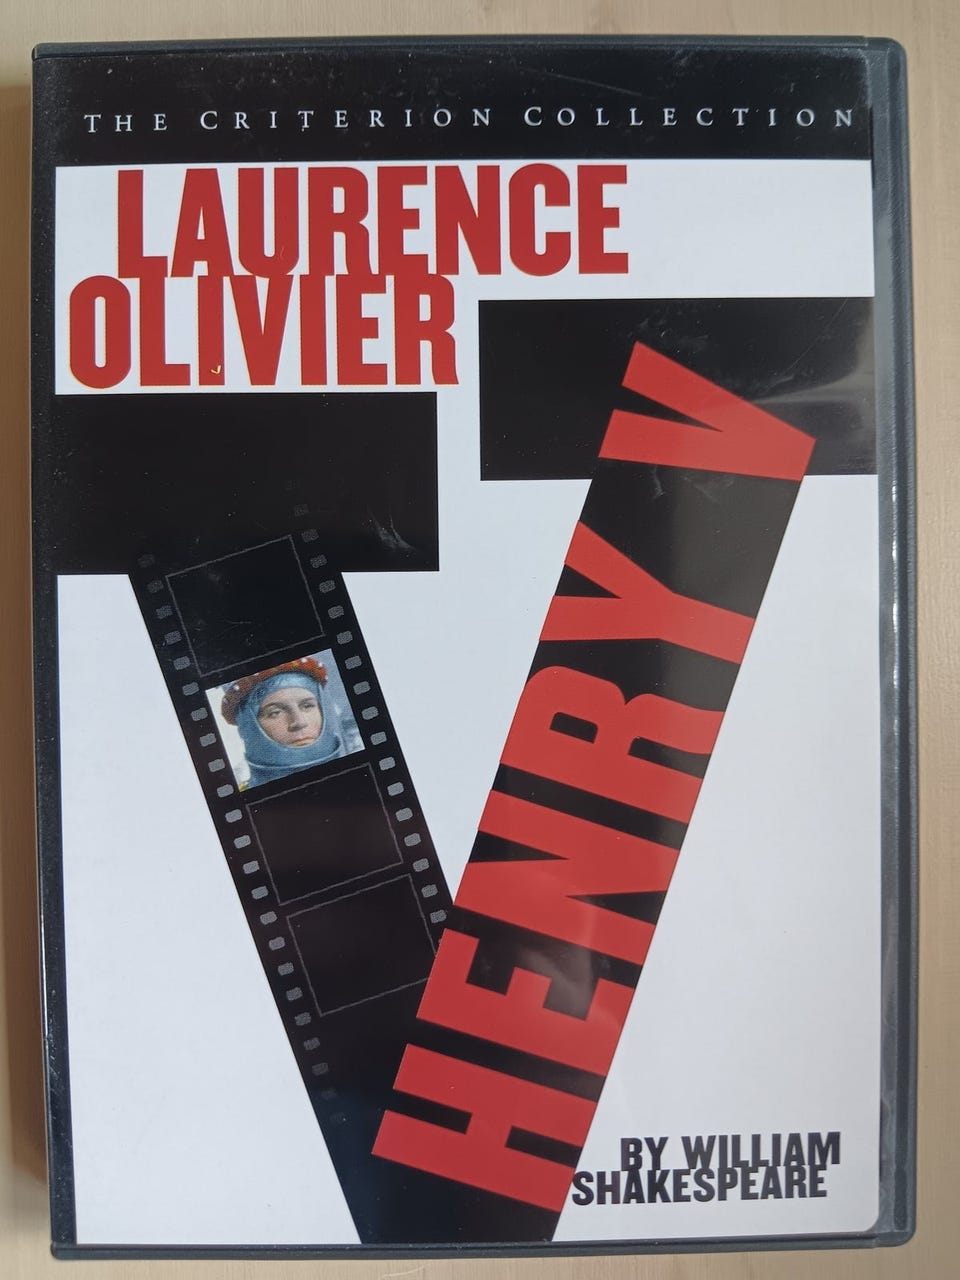 THE CRITERION COLLECTION
LAURENCE
OLIVIER
HENRY V
BY WILLIAM
SHAKESPEARE